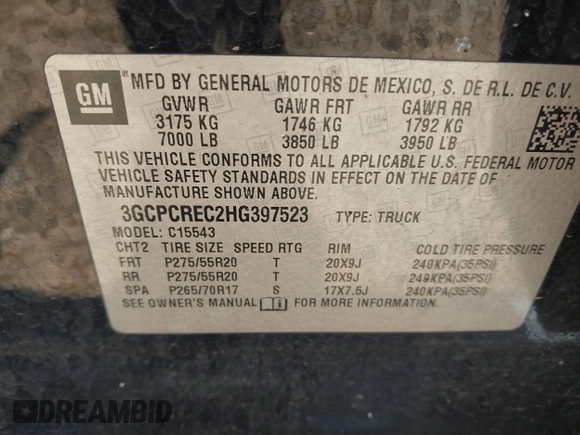 GM ® MFD BY GENERAL MOTORS DE MEXICO, S. DE R.L. DE C.V.
GVWR GAWR FRT GAWR RR
3175 KG 1746 KG 1792 KG
7000 LB 3850 LB 3950 LB
THIS VEHICLE CONFORMS TO ALL APPLICABLE U.S. FEDERAL MOTOR
VEHICLE SAFETY STANDARDS IN EFFECT ON THE DATE OF
MANUFACTURE SHOWN ABOVE.
3GCPCREC2HG397523 TYPE: TRUCK
MODEL: C15543
CHT2 TIRE SIZE SPEED RTG RIM COLD TIRE PRESSURE
FRT P275/55R20 T 20X9J 240KPA(35PSI)
RR P275/55R20 T 20X9J 240KPA(35PSI)
SPA P265/70R17 S 17X7.5J 240KPA(35PSI)
SEE OWNER'S MANUAL FOR MORE INFORMATION.
DREAMBID